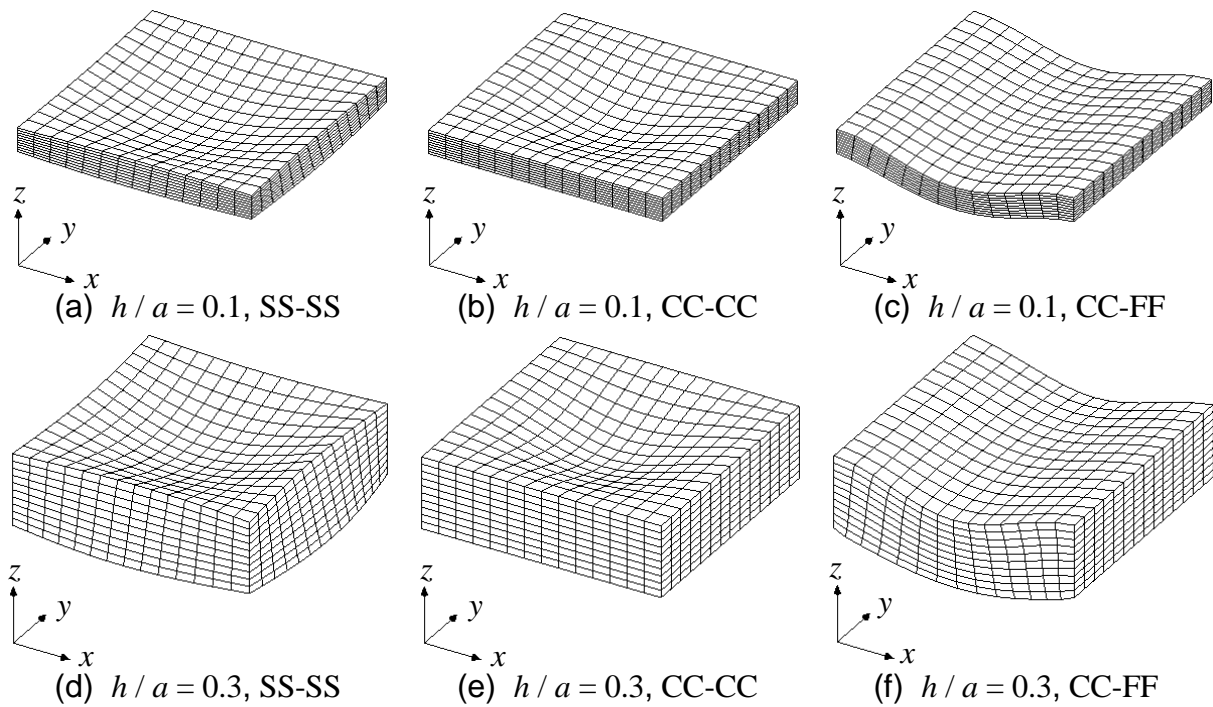 z
y
x
(a) h / a = 0.1, SS-SS
z
y
x
(b) h / a = 0.1, CC-CC
z
y
x
(c) h / a = 0.1, CC-FF
z
y
x
(d) h / a = 0.3, SS-SS
z
y
x
(e) h / a = 0.3, CC-CC
z
y
x
(f) h / a = 0.3, CC-FF